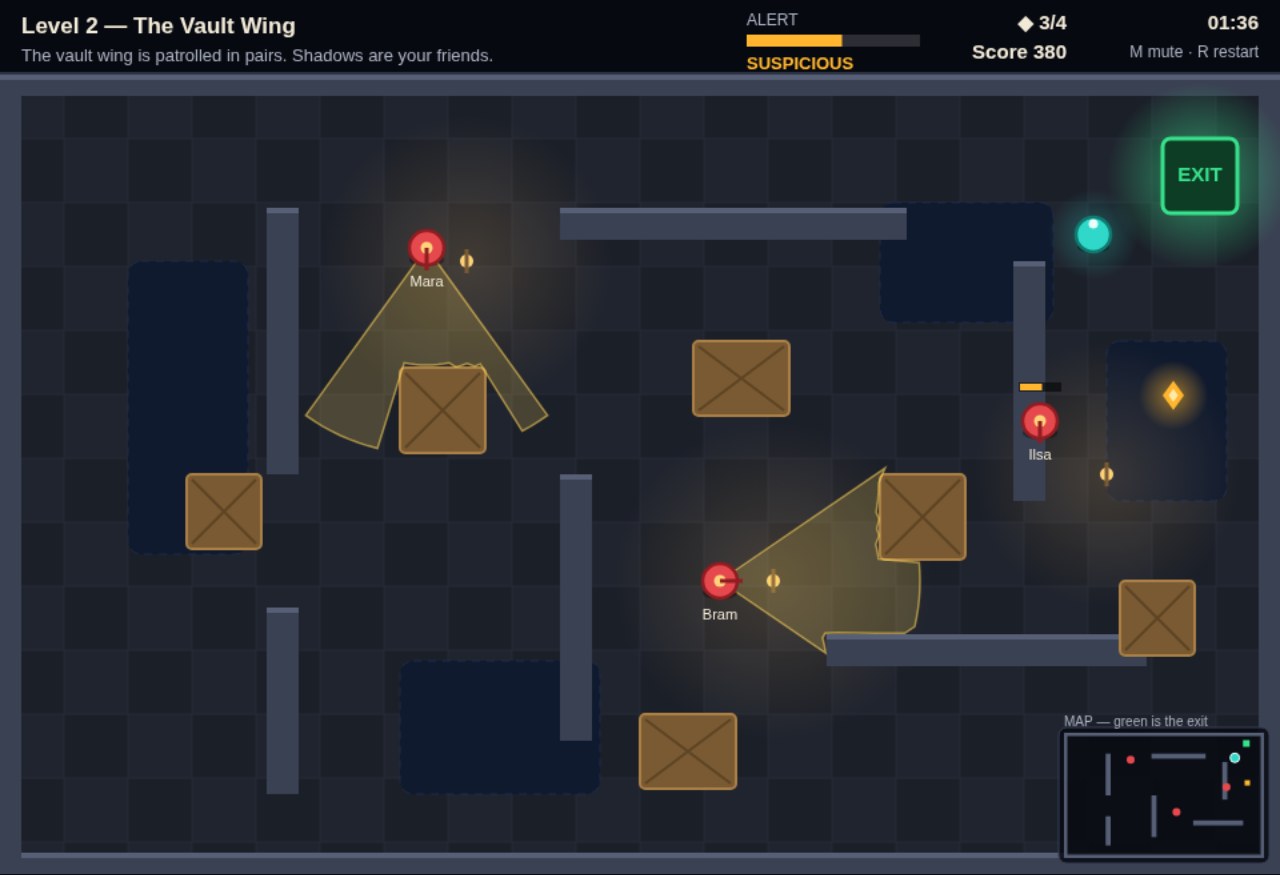 Level 2 — The Vault Wing
The vault wing is patrolled in pairs. Shadows are your friends.
ALERT
SUSPICIOUS
◆ 3/4
Score 380
01:36
M mute · R restart
EXIT
Mara
Ilsa
Bram
MAP — green is the exit